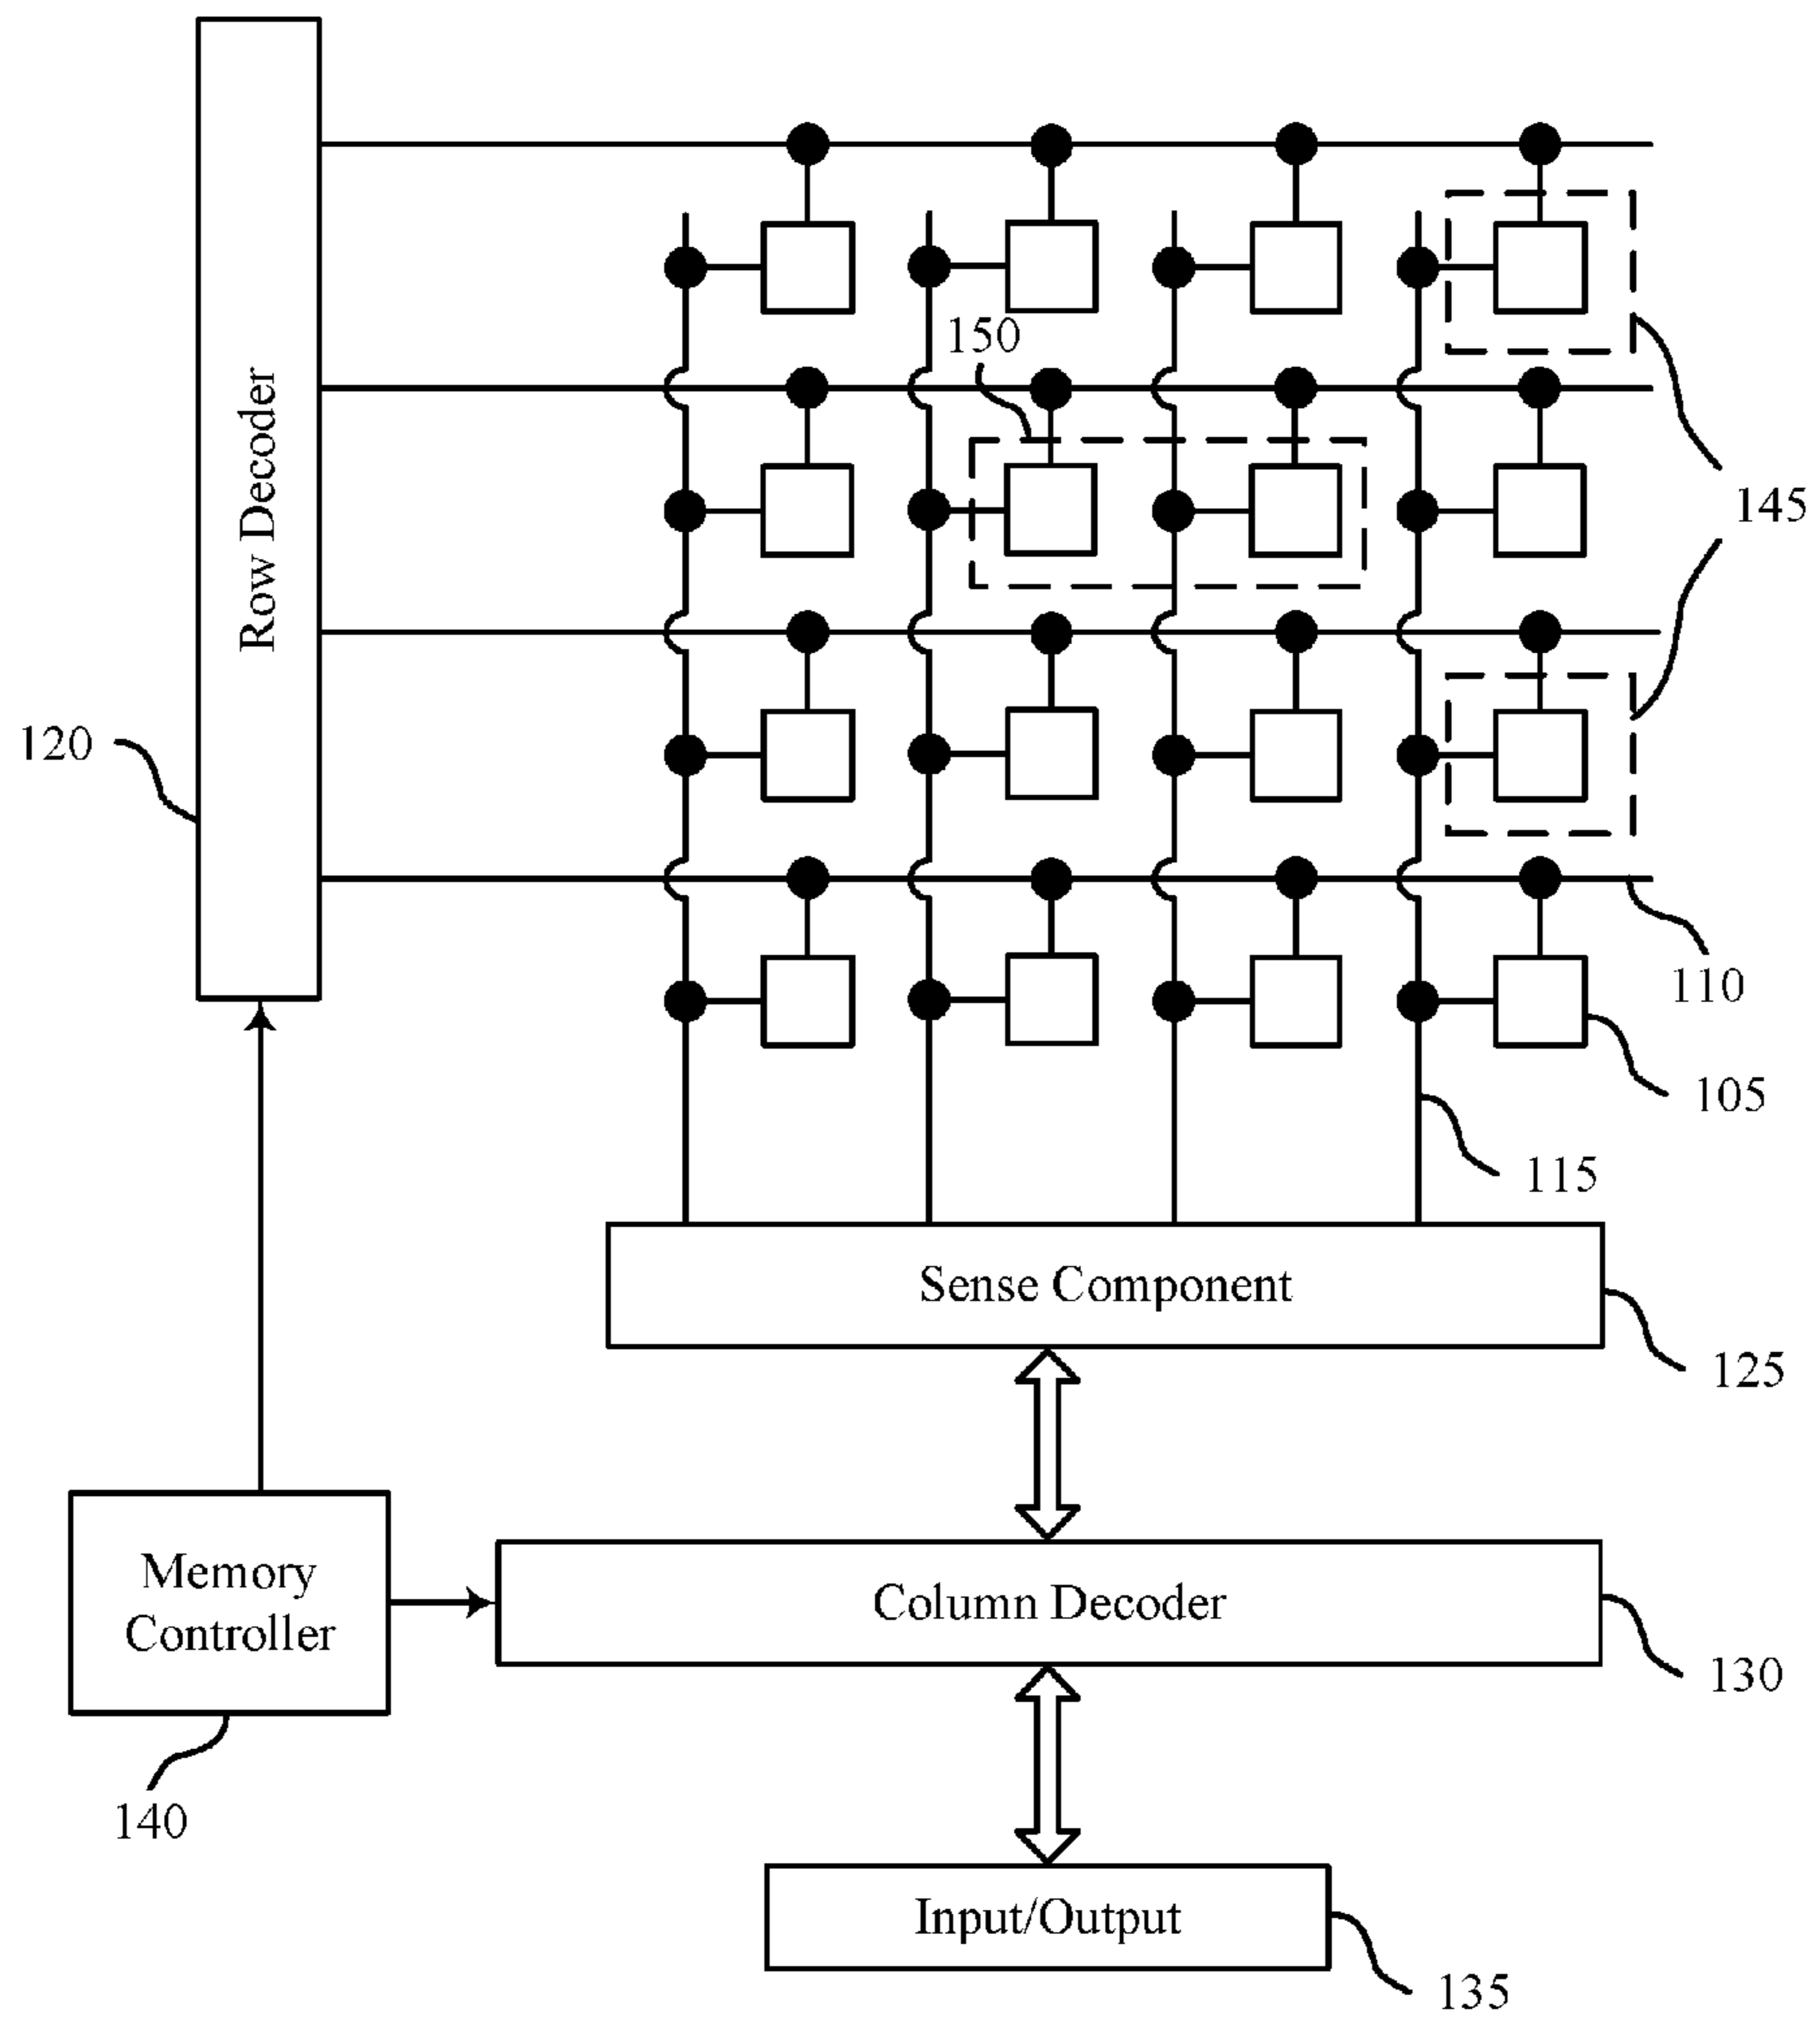 150
Row Decoder
145
120
110
105
115
Sense Component
125
Memory
Controller
Column Decoder
130
140
Input/Output
135